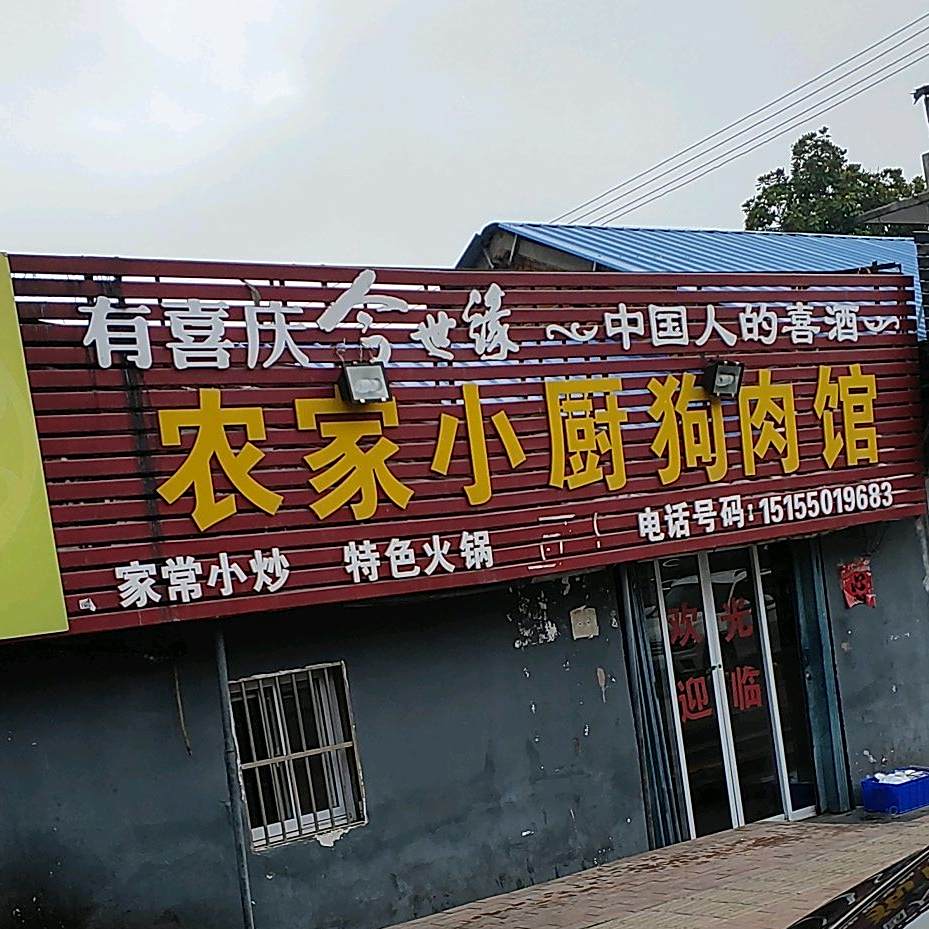 有喜庆今世缘 中国人的喜酒
农家小厨狗肉馆
家常小炒 特色火锅 电话号码:15155019683
欢迎光临